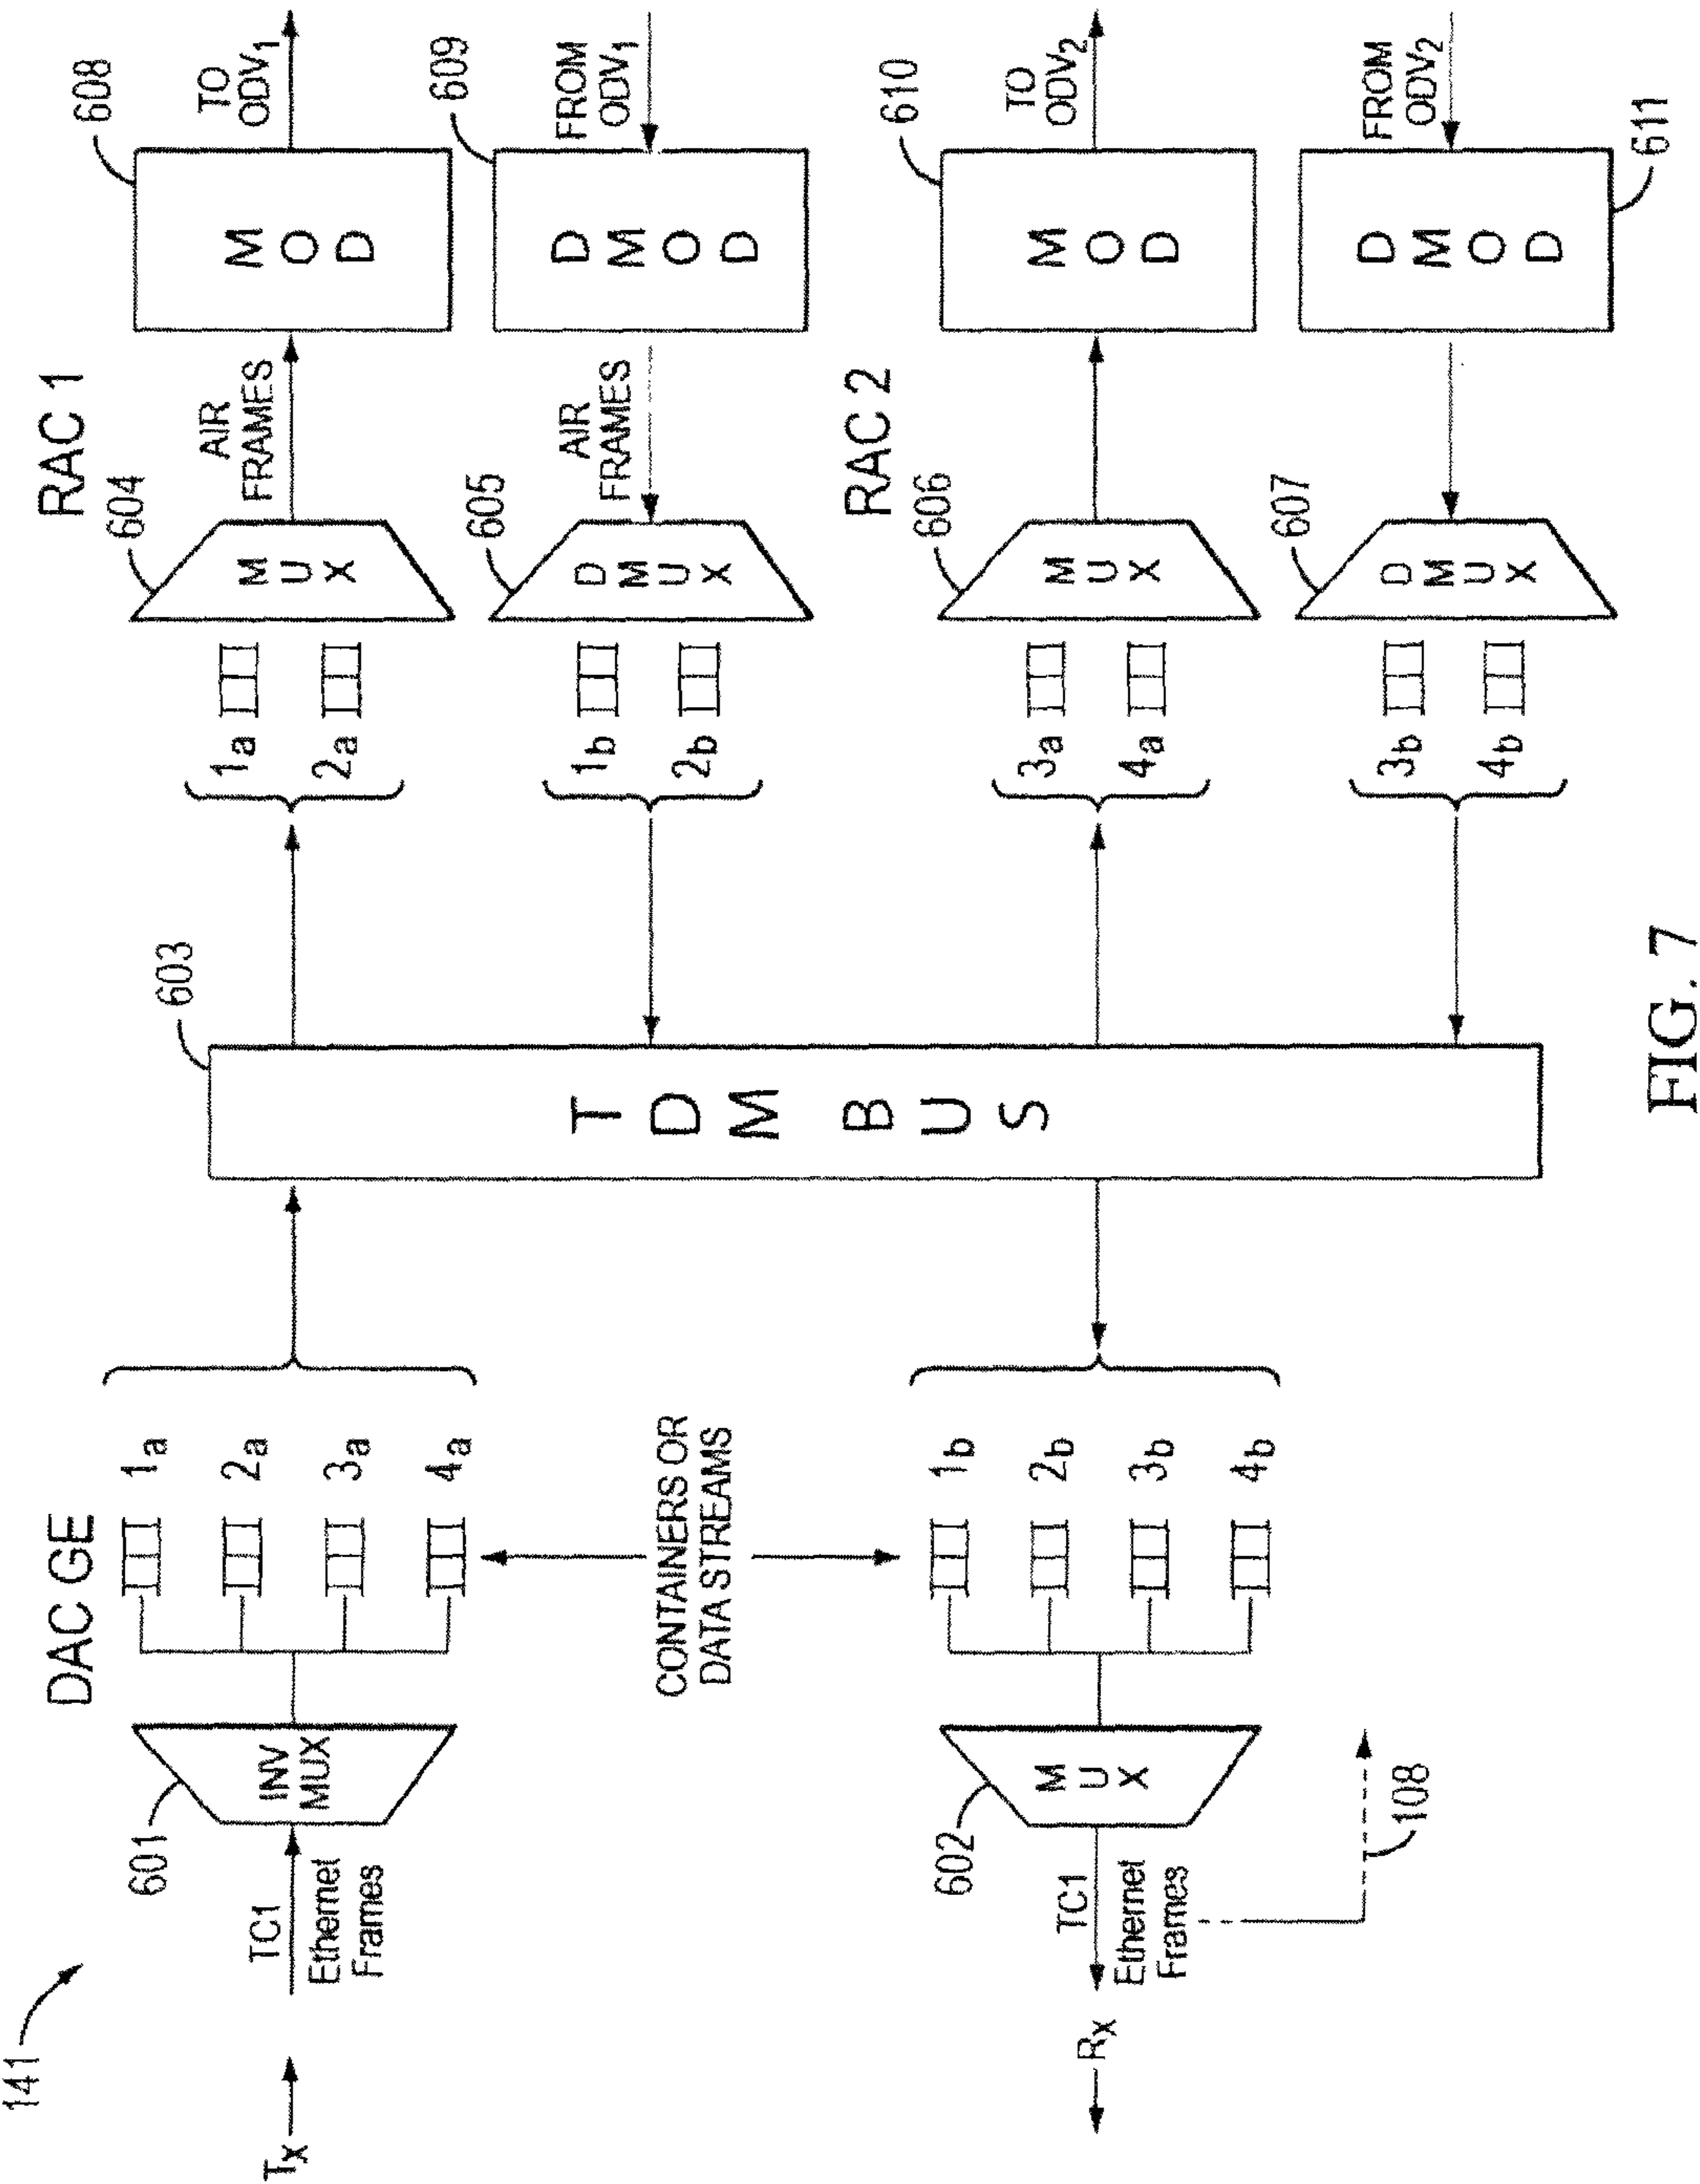 141
DAC GE
RAC 1
Tx
TC1
Ethernet
Frames
601
INV
MUX
1a
2a
3a
4a
603
TDM BUS
1a
2a
604
MUX
AIR
FRAMES
608
MOD
TO
ODV1
1b
2b
605
DMUX
AIR
FRAMES
609
DMOD
FROM
ODV1
CONTAINERS OR
DATA STREAMS
RAC 2
Rx
TC1
Ethernet
Frames
602
MUX
1b
2b
3b
4b
108
3a
4a
606
MUX
610
MOD
TO
ODV2
3b
4b
607
DMUX
611
DMOD
FROM
ODV2
FIG. 7